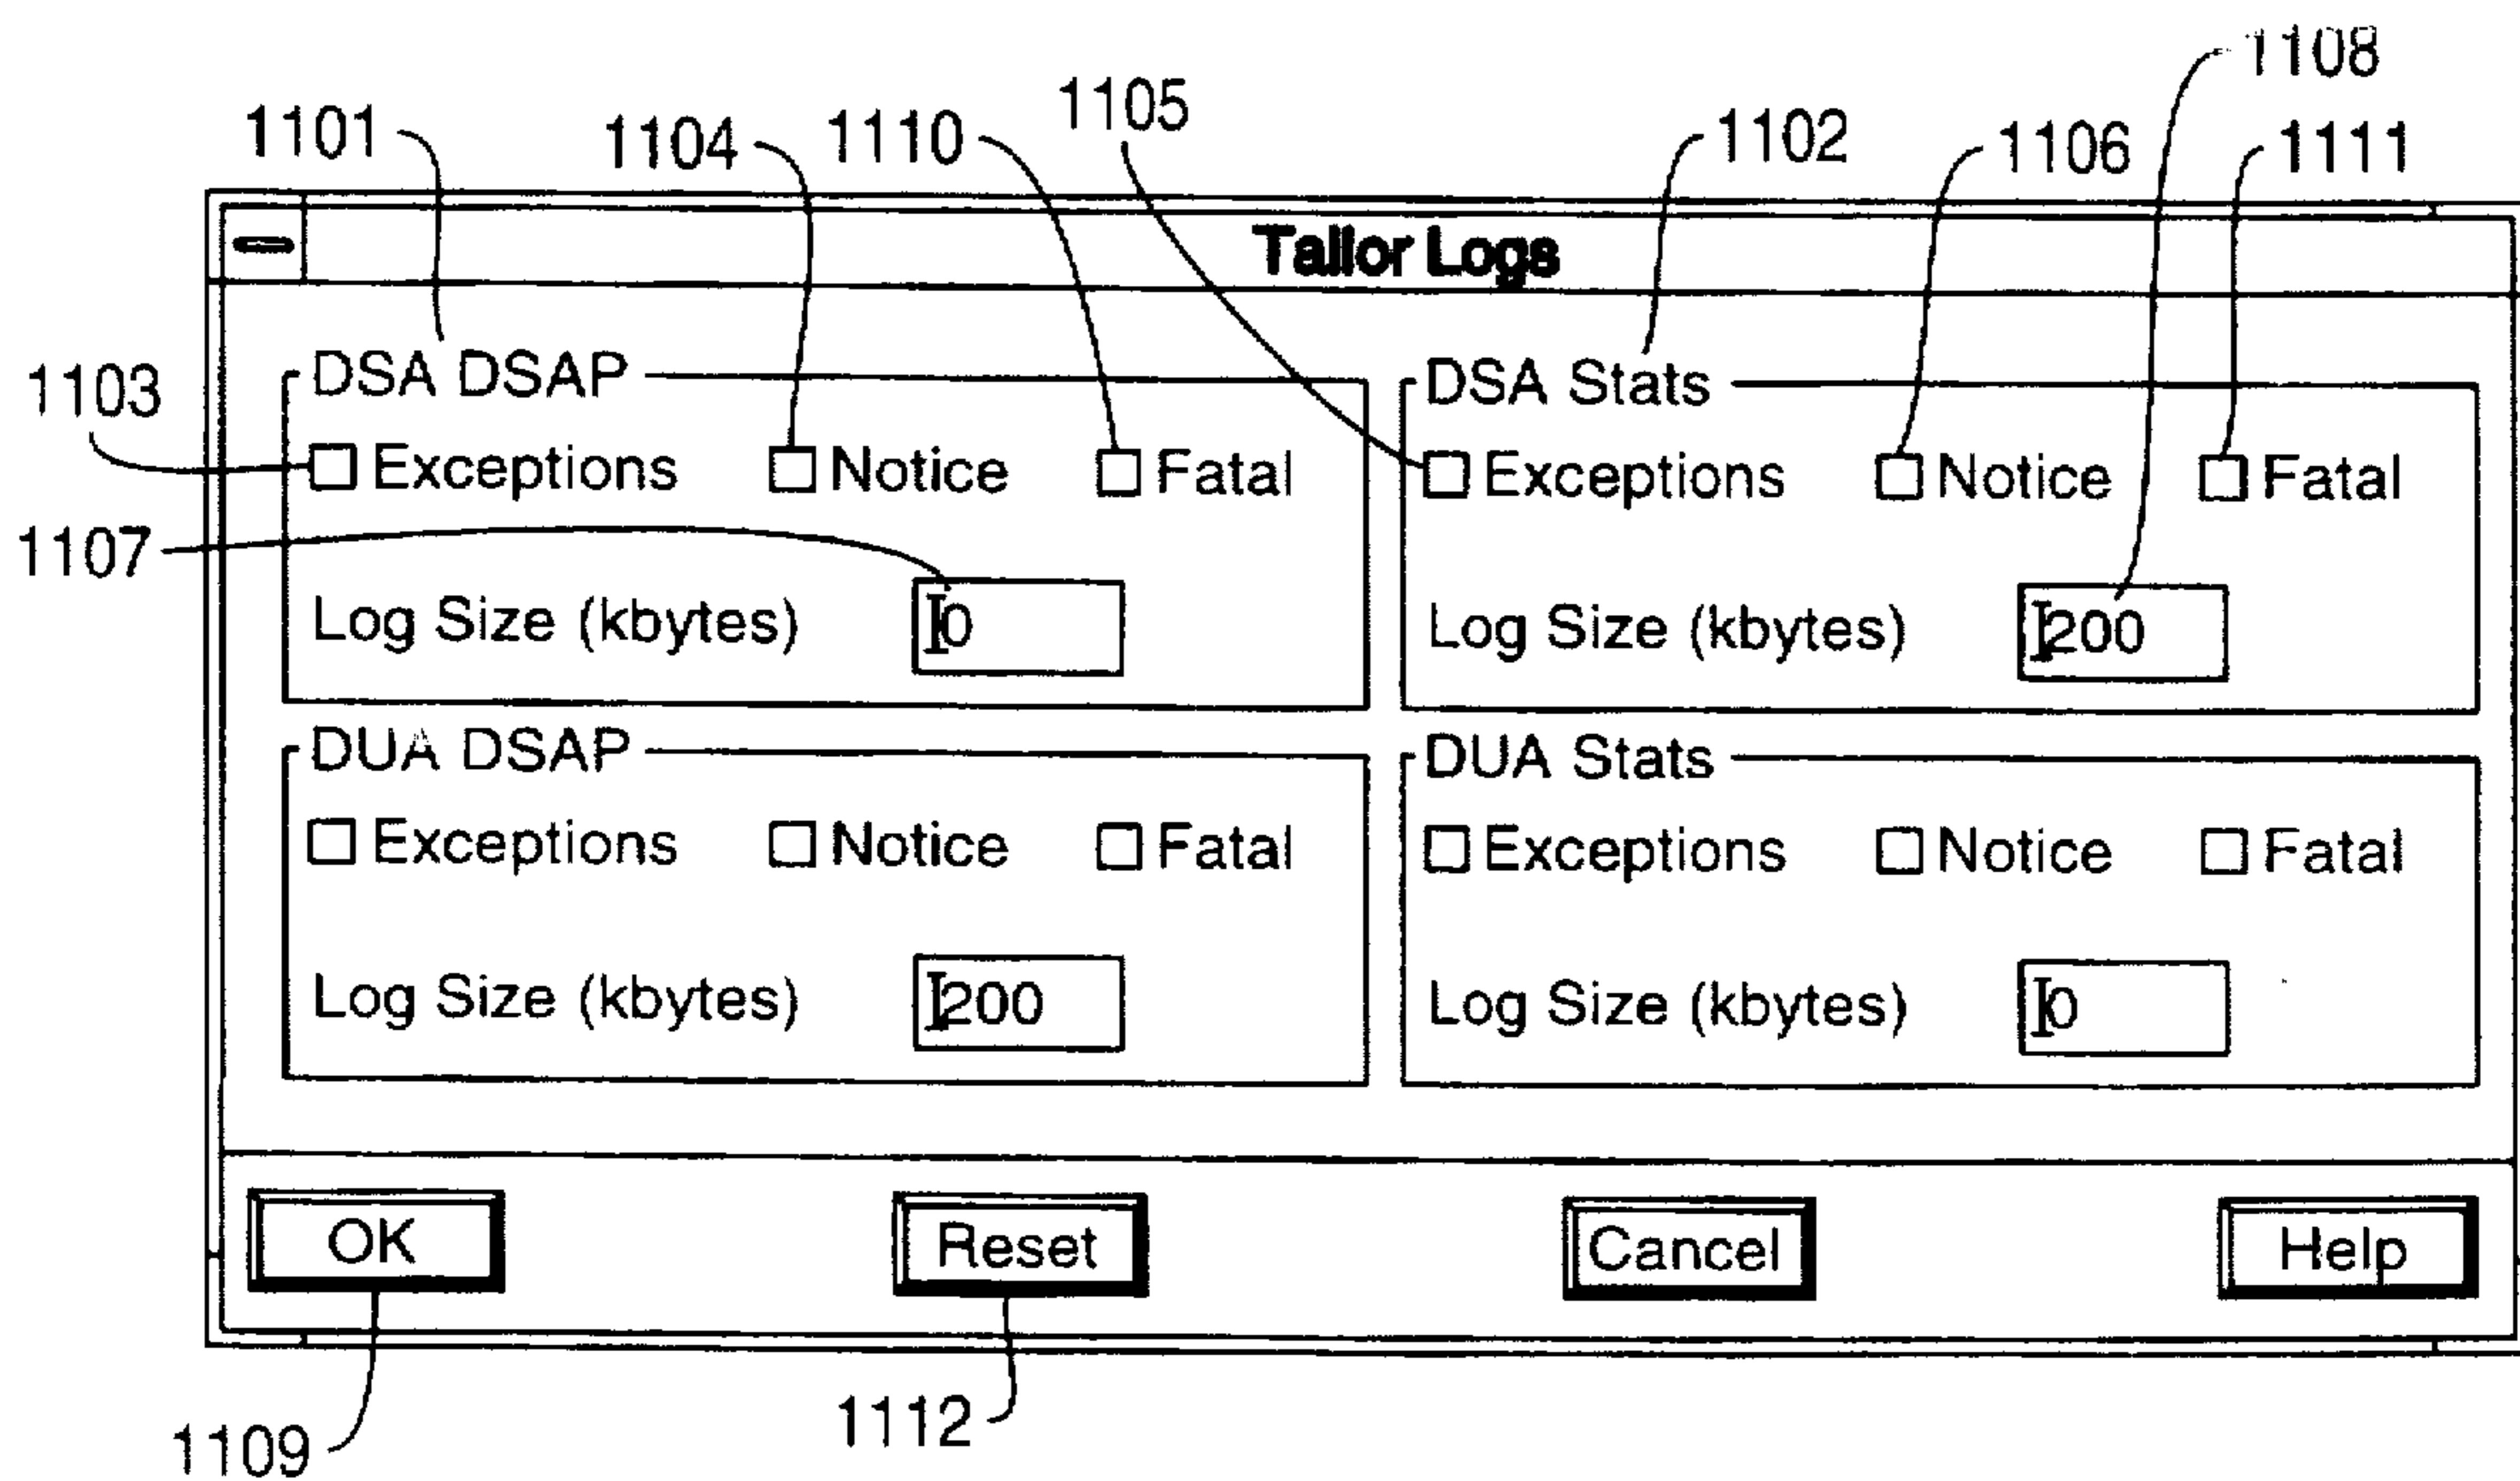 1108
1101 1104 1110 1105 1102 1106 1111
Tailor Logs
1103
DSA DSAP
Exceptions Notice Fatal
1107
Log Size (kbytes) 0
DSA Stats
Exceptions Notice Fatal
Log Size (kbytes) 200
DUA DSAP
Exceptions Notice Fatal
Log Size (kbytes) 200
DUA Stats
Exceptions Notice Fatal
Log Size (kbytes) 0
OK Reset Cancel Help
1109 1112